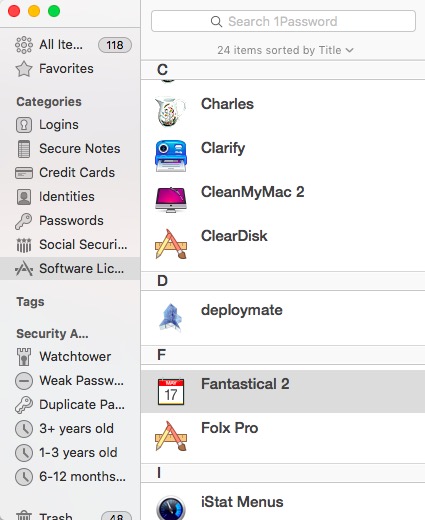 Search 1Password
24 items sorted by Title
All Ite... 118
Favorites
Categories
Logins
Secure Notes
Credit Cards
Identities
Passwords
Social Securi...
Software Lic...
Tags
Security A...
Watchtower
Weak Passw...
Duplicate Pa...
3+ years old
1-3 years old
6-12 months...
Trash 48
C
Charles
Clarify
CleanMyMac 2
ClearDisk
D
deploymate
F
17
Fantastical 2
Folx Pro
I
iStat Menus